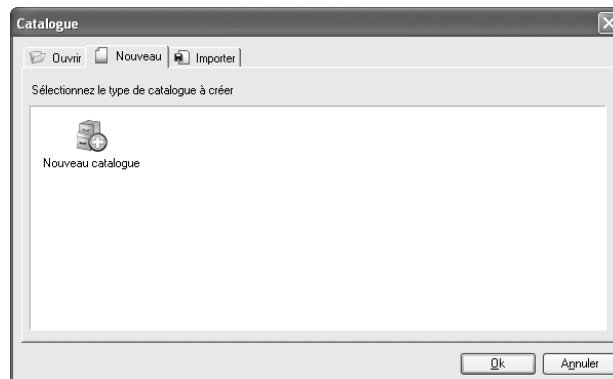 Catalogue
Ouvrir Nouveau Importer
Sélectionnez le type de catalogue à créer
Nouveau catalogue
Ok Annuler